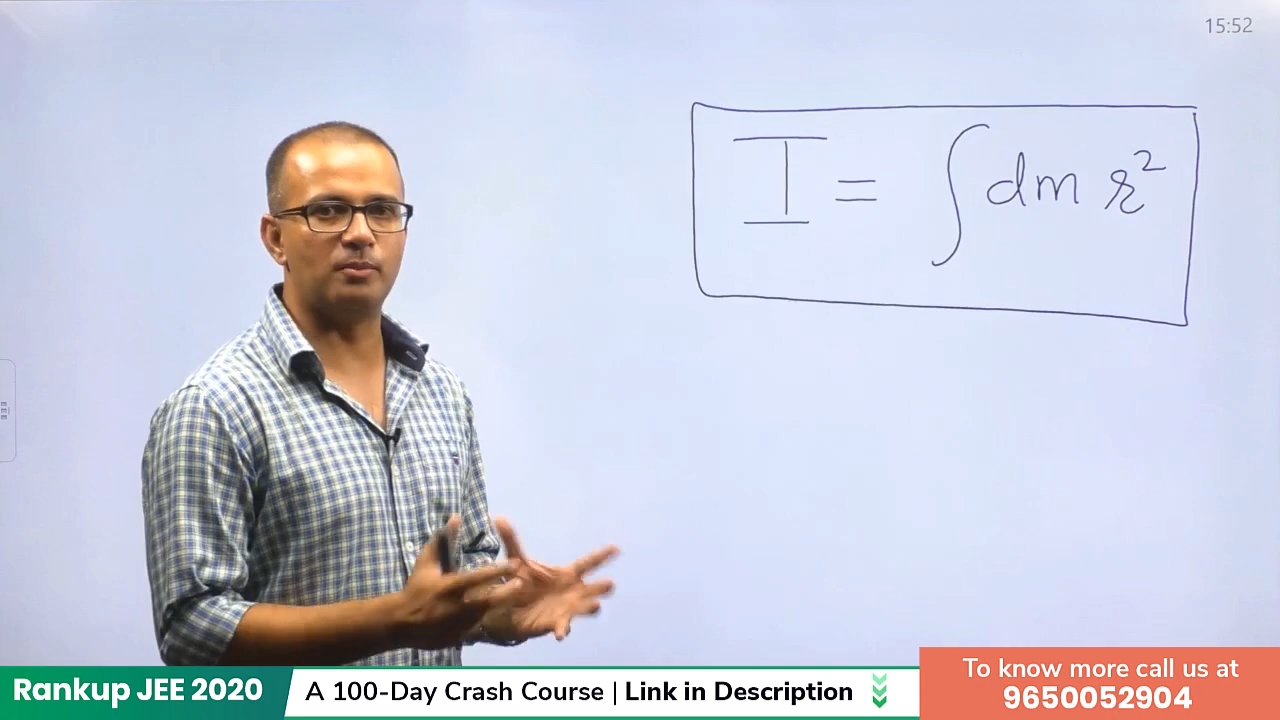 15:52
I = ∫ dm r²
Rankup JEE 2020
A 100-Day Crash Course | Link in Description
To know more call us at
9650052904